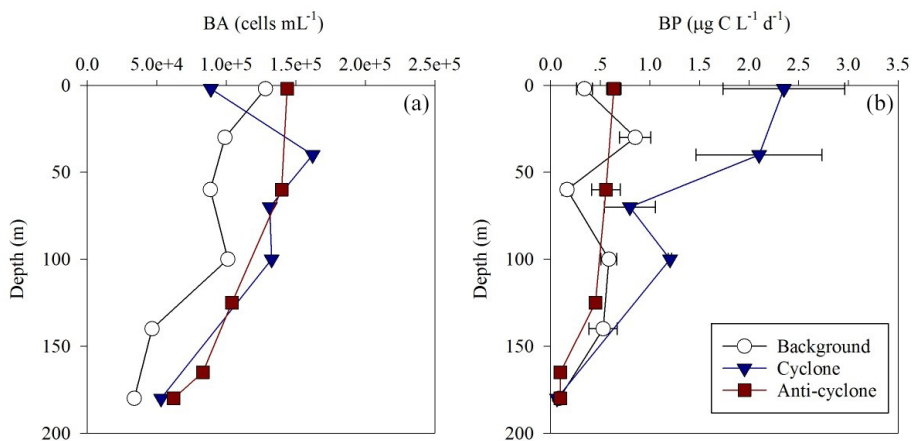 BA (cells mL⁻¹)
0 5.0e+4 1.0e+5 1.5e+5 2.0e+5 2.5e+5
Depth (m)
0
50
100
150
200
(a)
BP (μg C L⁻¹ d⁻¹)
0.0 0.5 1.0 1.5 2.0 2.5 3.0 3.5
Depth (m)
0
50
100
150
200
(b)
Background
Cyclone
Anti-cyclone